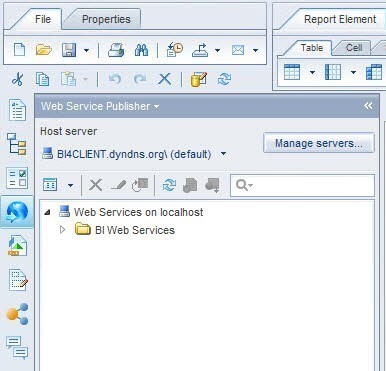 File
Properties
Report Element
Table
Cell
Web Service Publisher
Host server
BI4CLIENT.dyndns.org\ (default)
Manage servers...
Web Services on localhost
BI Web Services